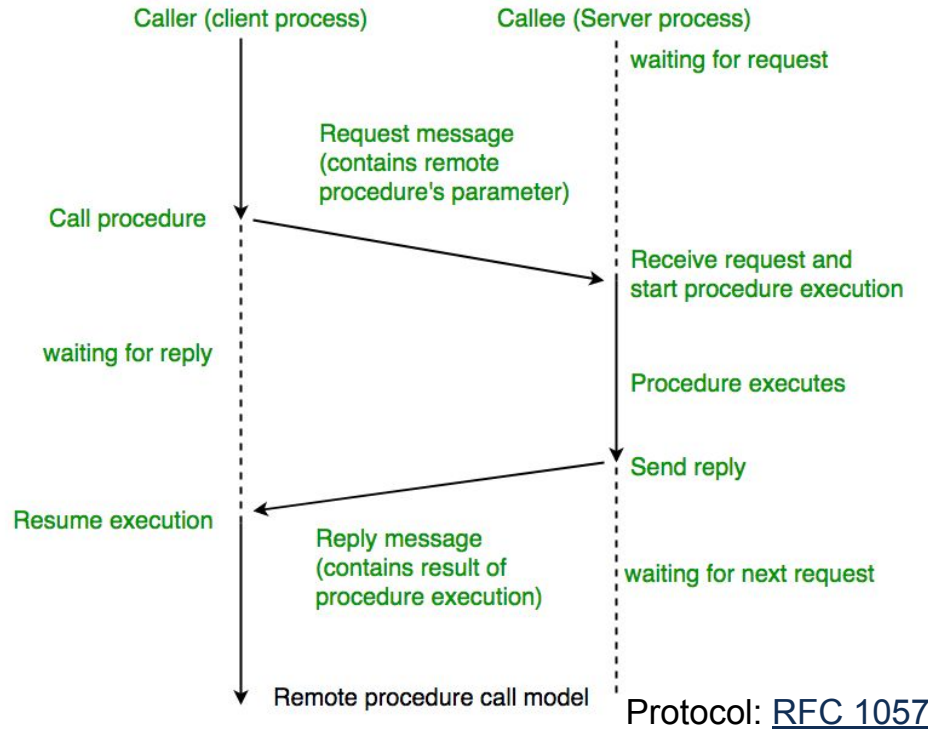 Caller (client process)
Callee (Server process)
waiting for request
Request message
(contains remote
procedure's parameter)
Call procedure
Receive request and
start procedure execution
waiting for reply
Procedure executes
Send reply
Resume execution
Reply message
(contains result of
procedure execution)
waiting for next request
Remote procedure call model
Protocol: RFC 1057